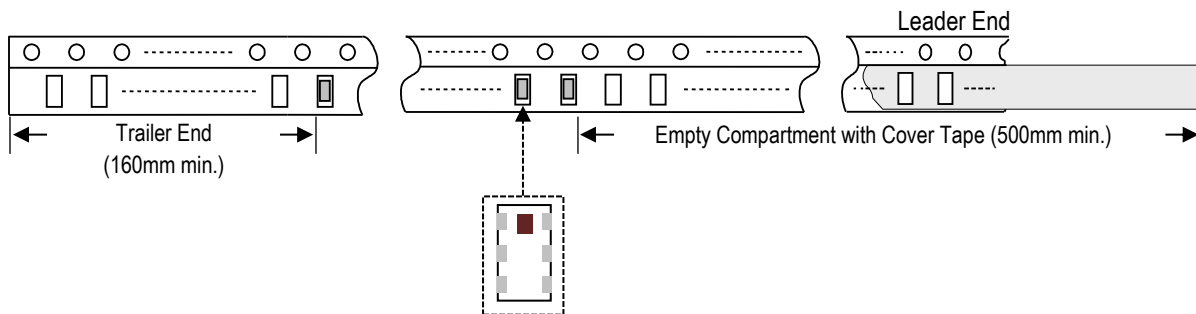 Leader End
Trailer End
(160mm min.)
Empty Compartment with Cover Tape (500mm min.)